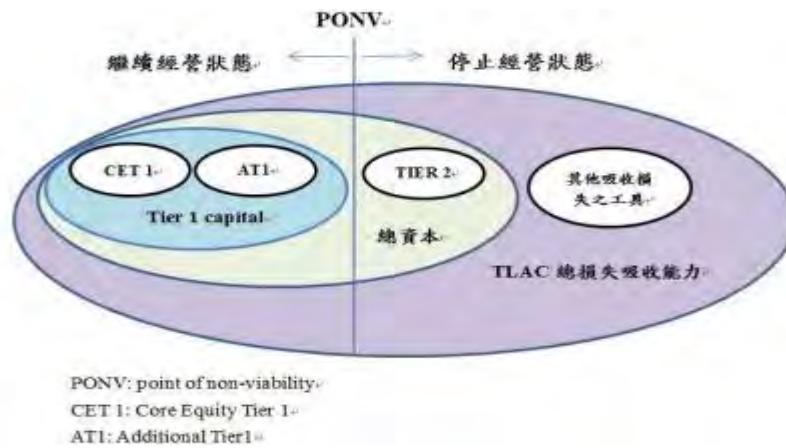 PONV
繼續經營狀態
停止經營狀態
CET 1
AT1
TIER 2
其他吸收損
失之工具
Tier 1 capital
總資本
TLAC 總損失吸收能力
PONV: point of non-viability
CET 1: Core Equity Tier 1
AT1: Additional Tier1